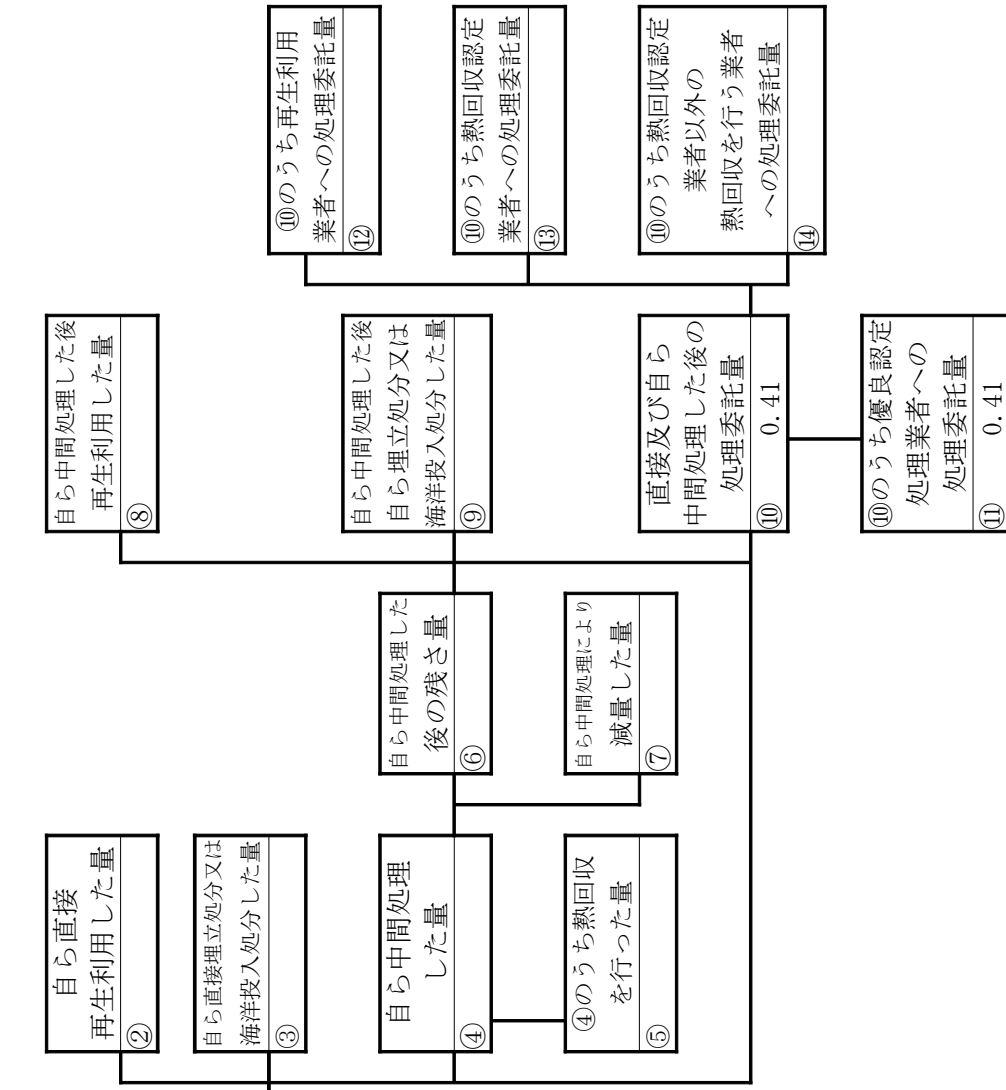 自ら直接
再生利用した量
②
自ら直接埋立処分又は
海洋投入処分した量
③
自ら中間処理
した量
④
④のうち熱回収
を行った量
⑤
自ら中間処理した
後の残さ量
⑥
自ら中間処理により
減量した量
⑦
自ら中間処理した後
再生利用した量
⑧
自ら中間処理した後
自ら埋立処分又は
海洋投入処分した量
⑨
直接及び自ら
中間処理した後の
処理委託量
⑩ 0.41
⑩のうち優良認定
処理業者への
処理委託量
⑪ 0.41
⑩のうち再生利用
業者への処理委託量
⑫
⑩のうち熱回収認定
業者への処理委託量
⑬
⑩のうち熱回収認定
業者以外の
熱回収を行う業者
への処理委託量
⑭